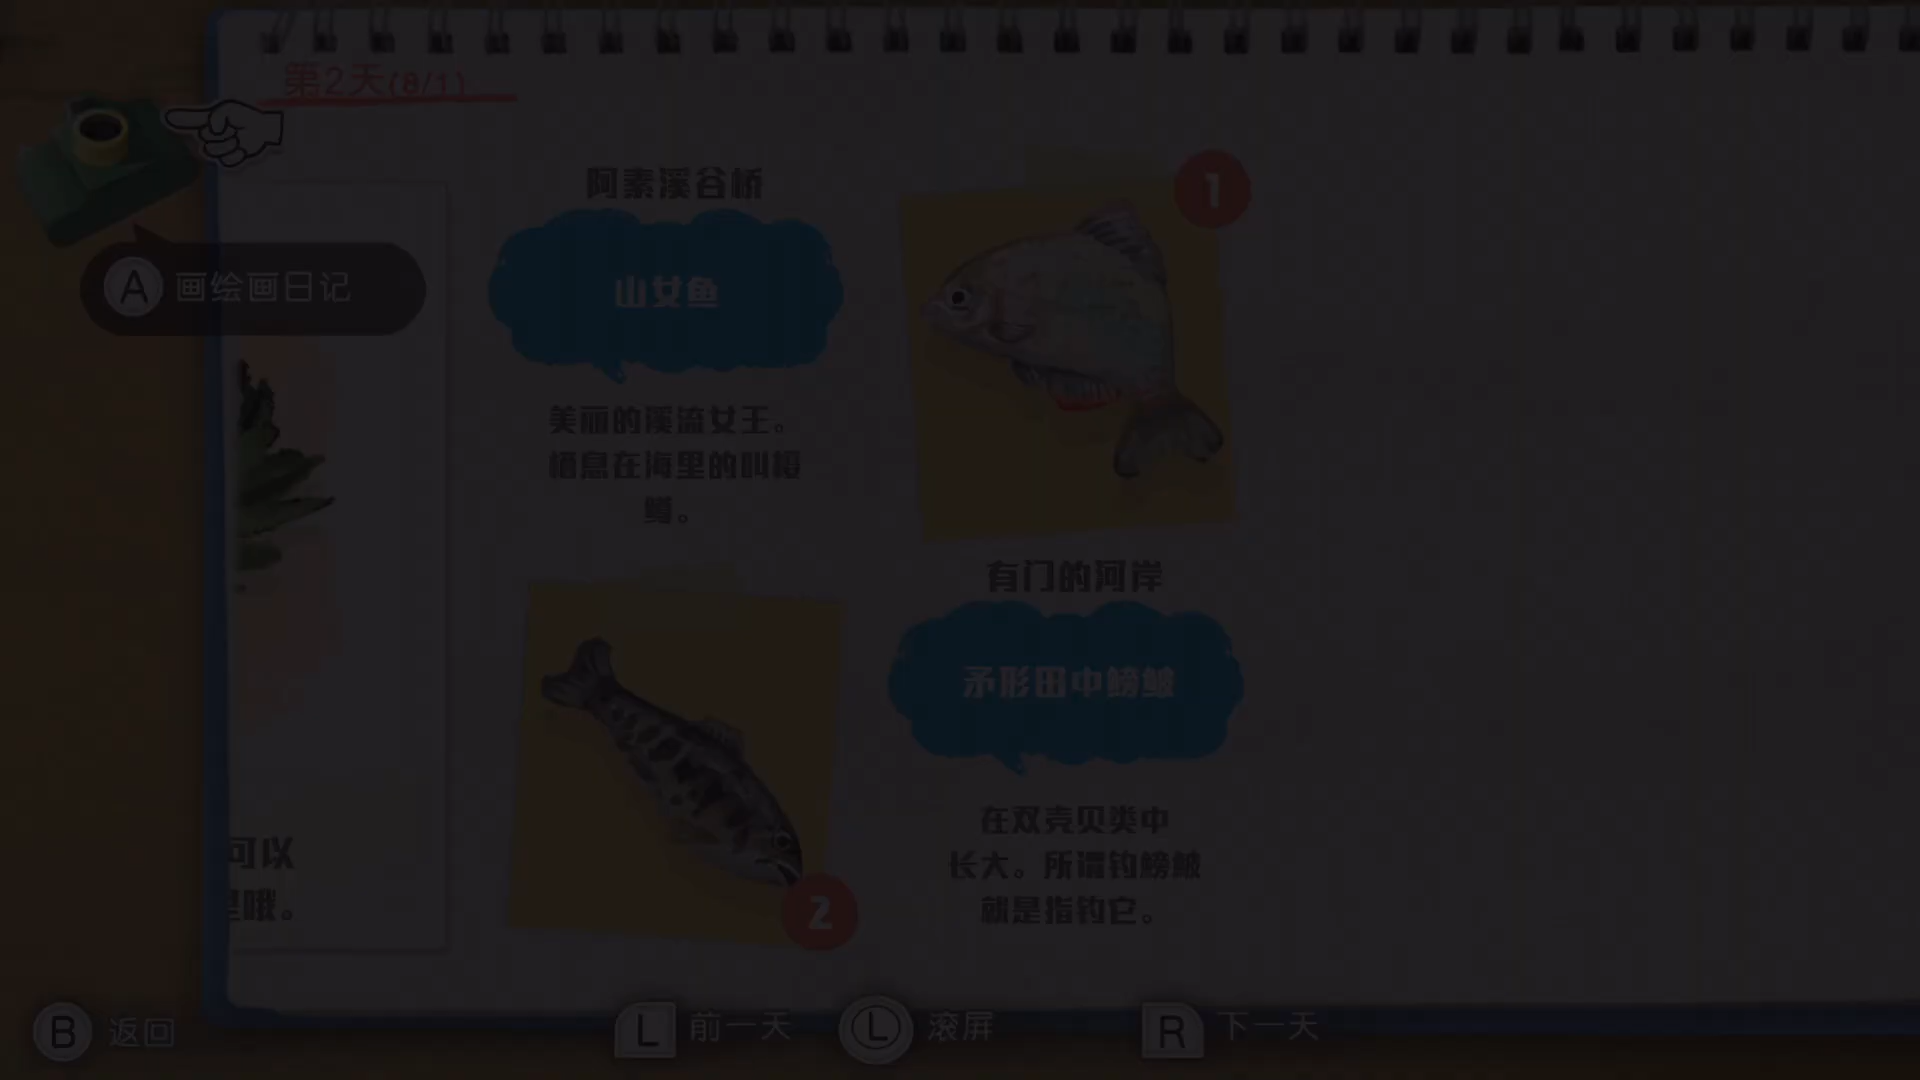 第2天(8/1)
A 画绘画日记
阿素溪谷桥
山女鱼
美丽的溪流女王。
栖息在海里的叫樱
鳟。
1
2
有门的河岸
矛形田中鳑鲏
在双壳贝类中
长大。所谓钓鳑鲏
就是指钓它。
可以
哦。
B 返回
L 前一天
L 滚屏
R 下一天